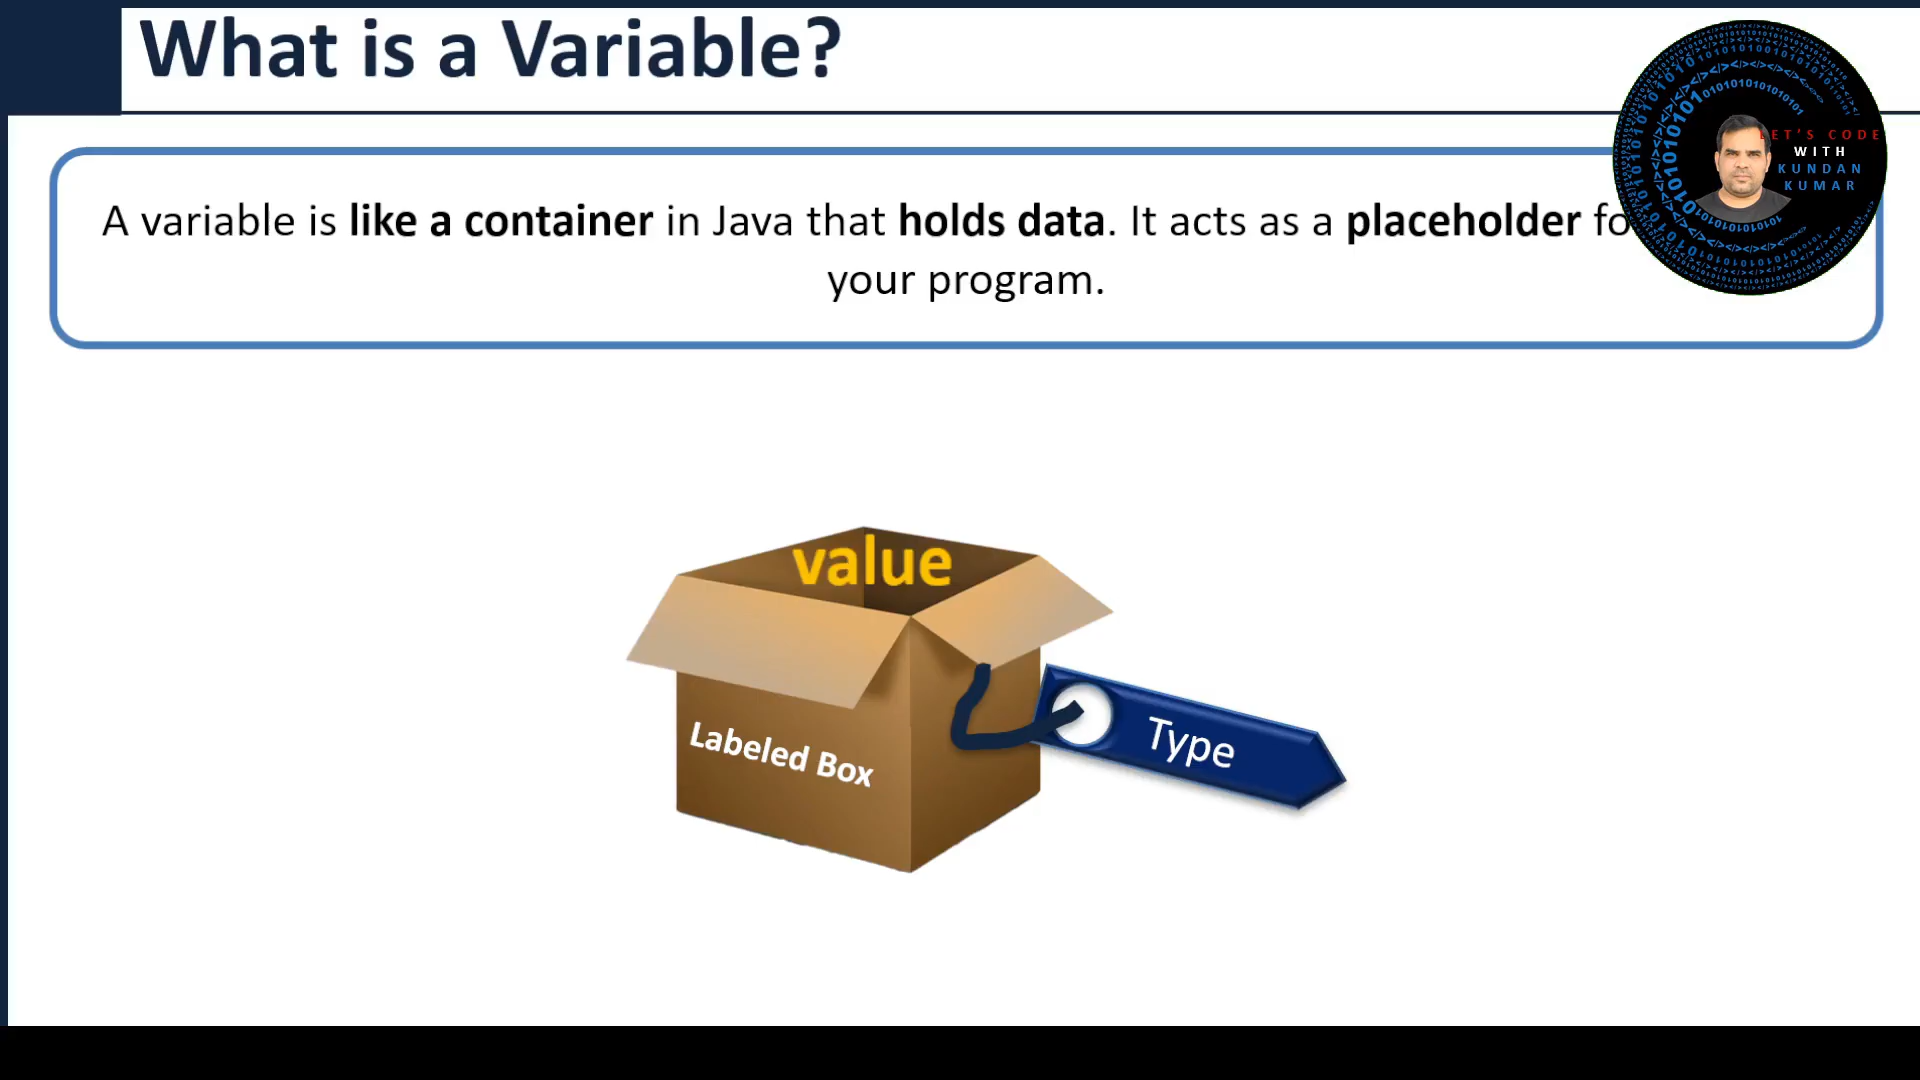 What is a Variable?
LET'S CODE
WITH
KUNDAN
KUMAR
A variable is like a container in Java that holds data. It acts as a placeholder
your program.
value
Labeled Box
Type